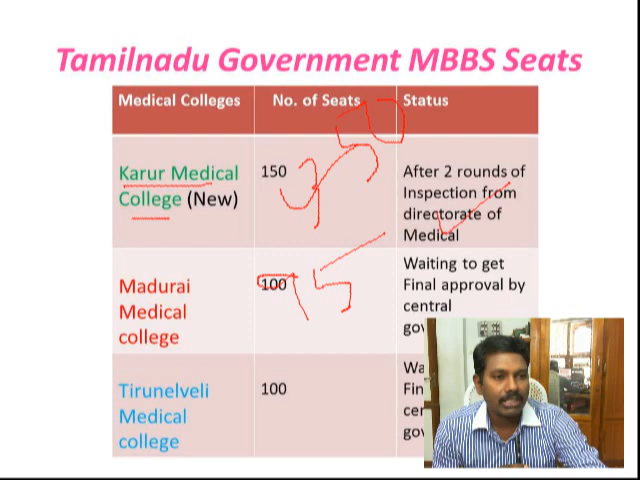 Tamilnadu Government MBBS Seats
Medical Colleges No. of Seats Status
Karur Medical
College (New)
150
After 2 rounds of
Inspection from
directorate of
Medical
Madurai
Medical
college
100
75
Waiting to get
Final approval by
central
Tirunelveli
Medical
college
100